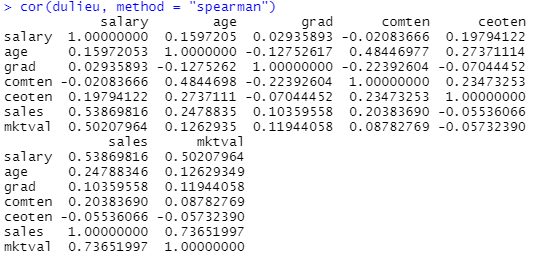 > cor(dulieu, method = "spearman")
salary age grad comten ceoten
salary 1.00000000 0.1597205 0.02935893 -0.02083666 0.19794122
age 0.15972053 1.0000000 -0.12752617 0.48446977 0.27371114
grad 0.02935893 -0.1275262 1.00000000 -0.22392604 -0.07044452
comten -0.02083666 0.4844698 -0.22392604 1.00000000 0.23473253
ceoten 0.19794122 0.2737111 -0.07044452 0.23473253 1.00000000
sales 0.53869816 0.2478835 0.10359558 0.20383690 -0.05536066
mktval 0.50207964 0.1262935 0.11944058 0.08782769 -0.05732390
sales mktval
salary 0.53869816 0.50207964
age 0.24788346 0.12629349
grad 0.10359558 0.11944058
comten 0.20383690 0.08782769
ceoten -0.05536066 -0.05732390
sales 1.00000000 0.73651997
mktval 0.73651997 1.00000000